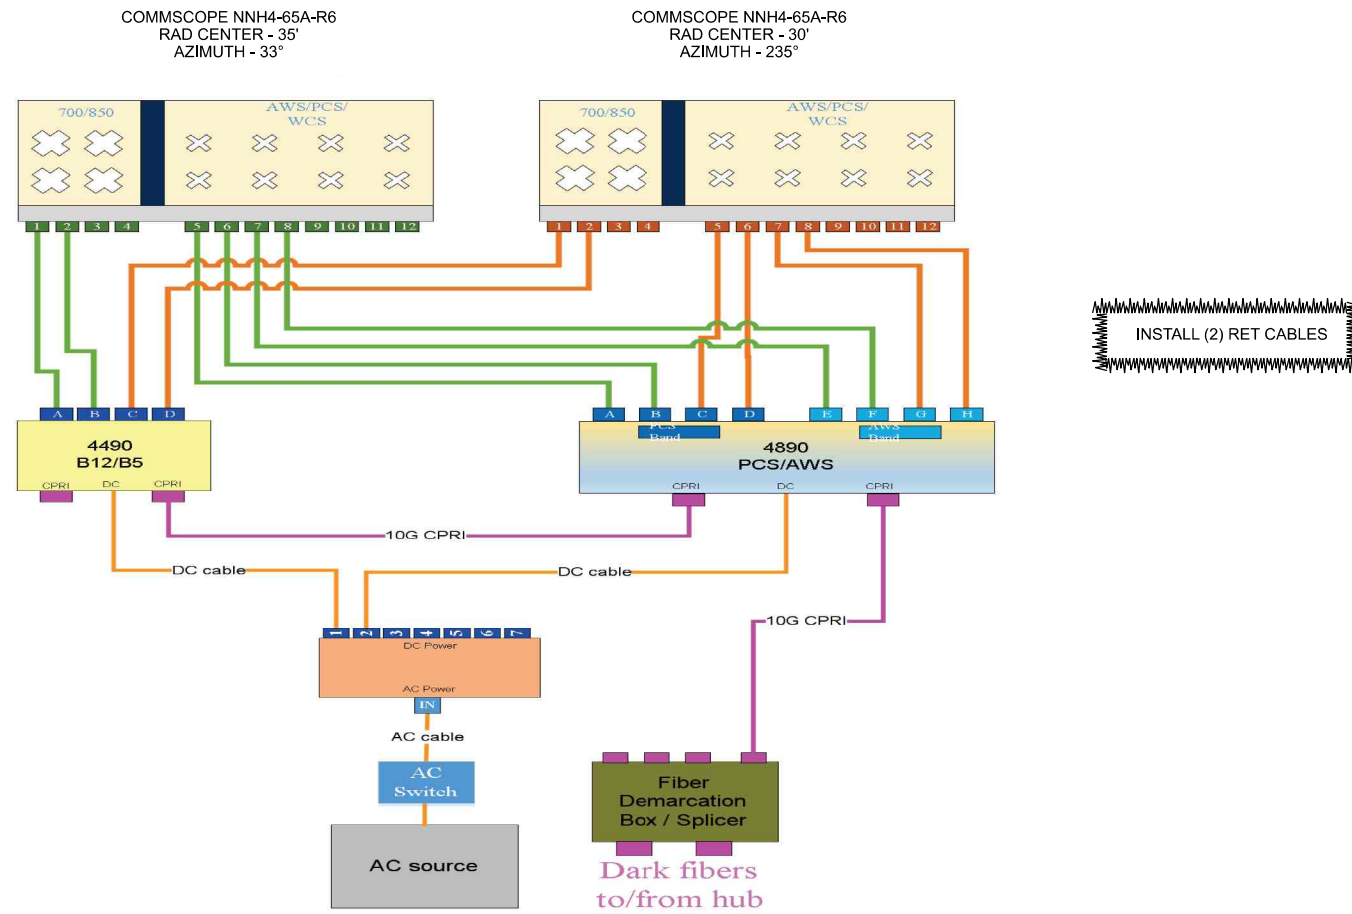 COMMSCOPE NNH4-65A-R6
RAD CENTER - 35'
AZIMUTH - 33°
COMMSCOPE NNH4-65A-R6
RAD CENTER - 30'
AZIMUTH - 235°
700/850
AWS/PCS/
WCS
700/850
AWS/PCS/
WCS
1 2 3 4 5 6 7 8 9 10 11 12
1 2 3 4 5 6 7 8 9 10 11 12
INSTALL (2) RET CABLES
A B C D
A B C D E F G H
4490
B12/B5
CPRI DC CPRI
PCS
Band
AWS
Band
4890
PCS/AWS
CPRI DC CPRI
10G CPRI
DC cable
DC cable
10G CPRI
1 2 3 4 5 6 7
DC Power
AC Power
IN
AC cable
AC
Switch
AC source
Fiber
Demarcation
Box / Splicer
Dark fibers
to/from hub